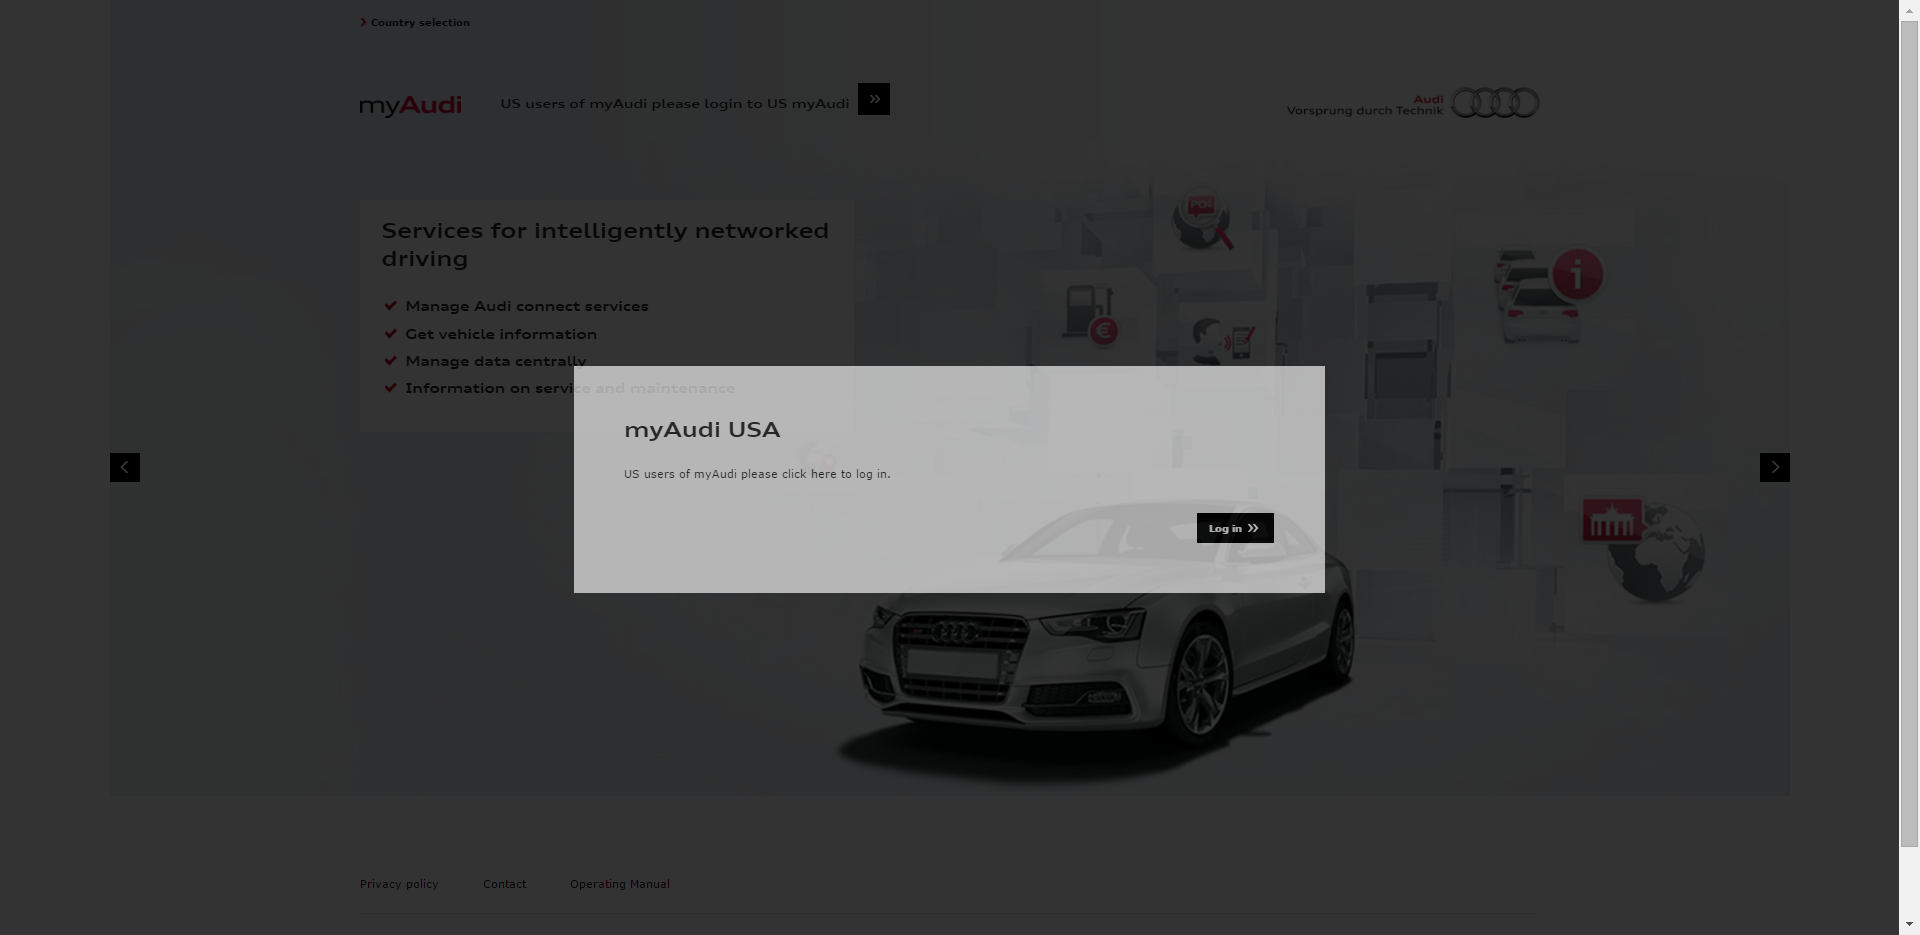 Country selection
myAudi
US users of myAudi please login to US myAudi
Audi
Vorsprung durch Technik
Services for intelligently networked
driving
Manage Audi connect services
Get vehicle information
Manage data centrally
Information on service and maintenance
POI
myAudi USA
US users of myAudi please click here to log in.
Log in
Privacy policy
Contact
Operating Manual